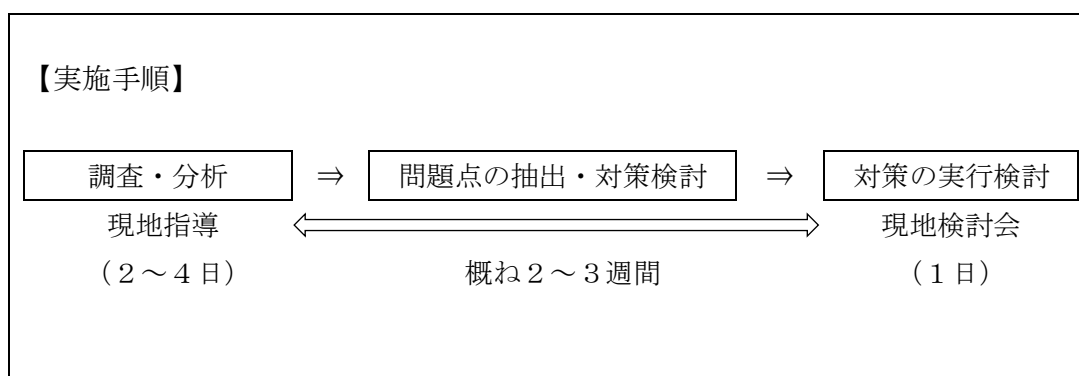 【実施手順】
調査・分析 ⇒ 問題点の抽出・対策検討 ⇒ 対策の実行検討
現地指導 現地検討会
（２～４日） 概ね２～３週間 （１日）